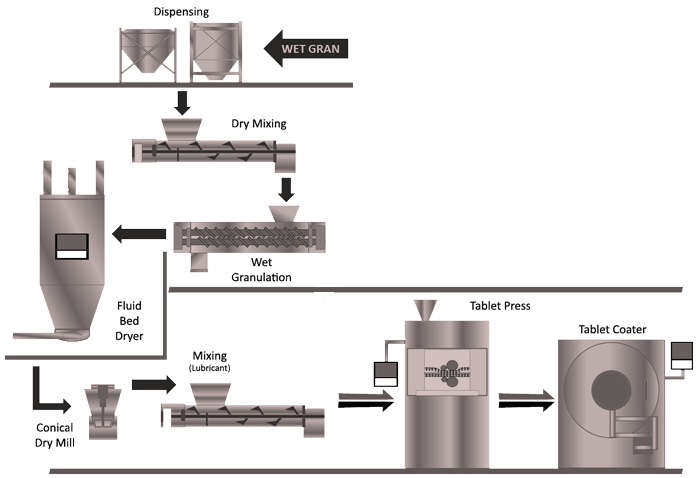 Dispensing
WET GRAN
Dry Mixing
Wet
Granulation
Fluid
Bed
Dryer
Conical
Dry Mill
Mixing
(Lubricant)
Tablet Press
Tablet Coater